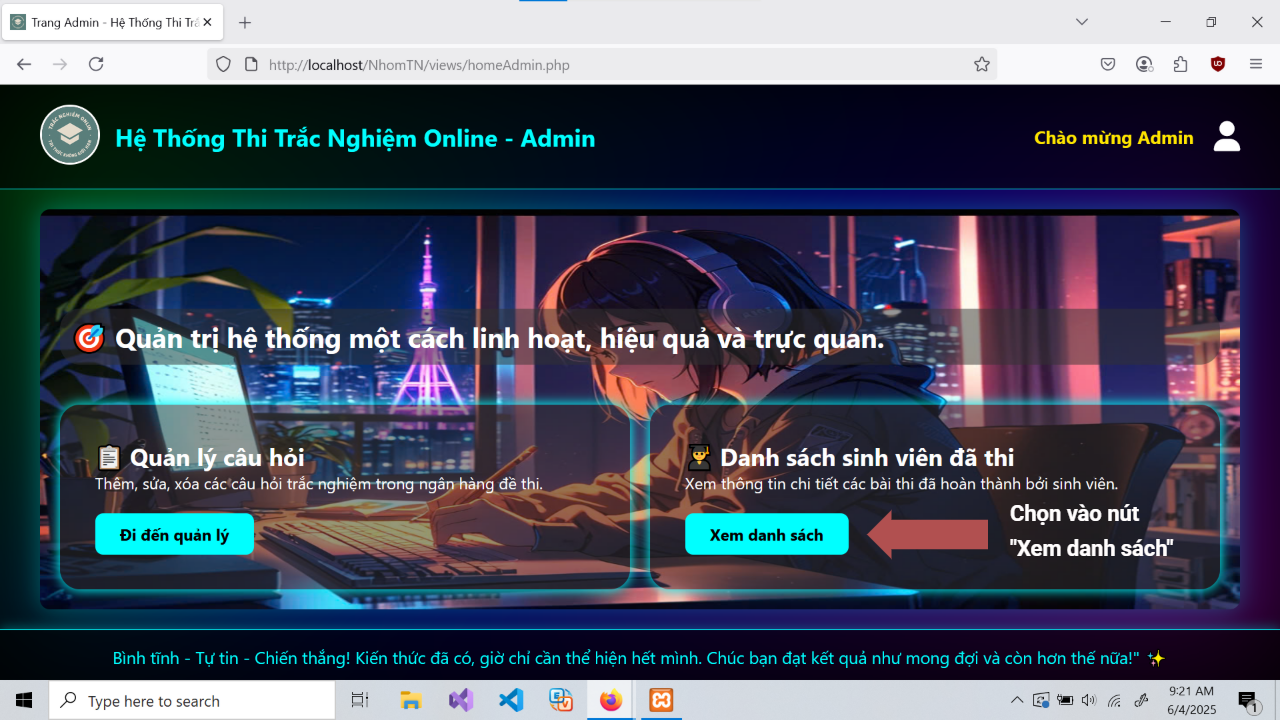 Trang Admin - Hệ Thống Thi Trắ
http://localhost/NhomTN/views/homeAdmin.php
TRẮC NGHIỆM ONLINE
Hệ Thống Thi Trắc Nghiệm Online - Admin
Chào mừng Admin
Quản trị hệ thống một cách linh hoạt, hiệu quả và trực quan.
Quản lý câu hỏi
Thêm, sửa, xóa các câu hỏi trắc nghiệm trong ngân hàng đề thi.
Đi đến quản lý
Danh sách sinh viên đã thi
Xem thông tin chi tiết các bài thi đã hoàn thành bởi sinh viên.
Xem danh sách
Chọn vào nút
"Xem danh sách"
Bình tĩnh - Tự tin - Chiến thắng! Kiến thức đã có, giờ chỉ cần thể hiện hết mình. Chúc bạn đạt kết quả như mong đợi và còn hơn thế nữa!" ✨
Type here to search
9:21 AM
6/4/2025
1